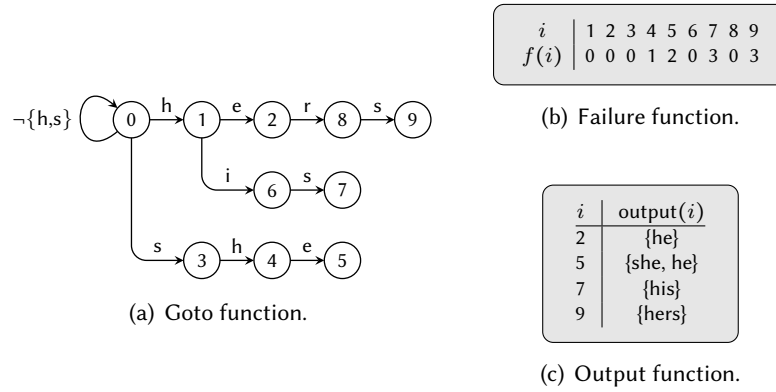 ¬{h,s} 0 h 1 e 2 r 8 s 9
i 6 s 7
s 3 h 4 e 5
(a) Goto function.
i 1 2 3 4 5 6 7 8 9
f(i) 0 0 0 1 2 0 3 0 3
(b) Failure function.
i output(i)
2 {he}
5 {she, he}
7 {his}
9 {hers}
(c) Output function.